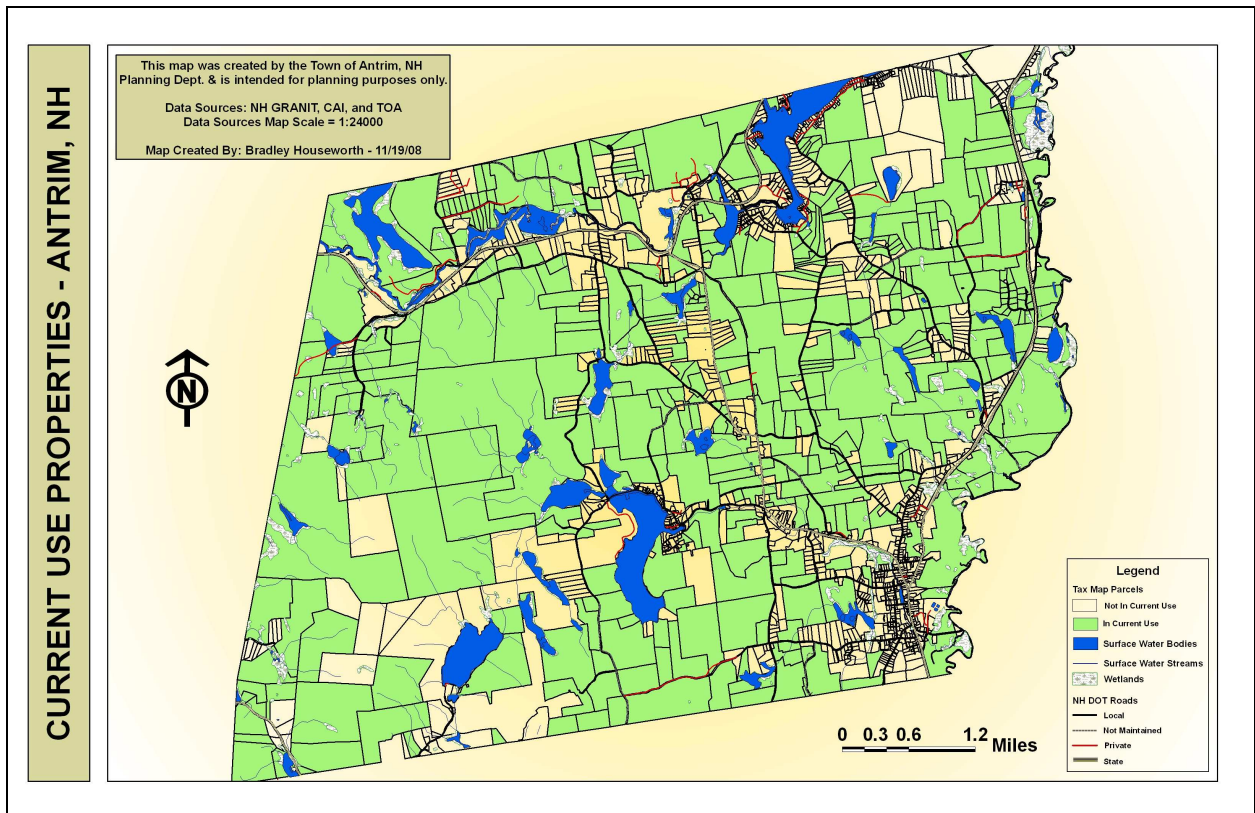 CURRENT USE PROPERTIES - ANTRIM, NH
This map was created by the Town of Antrim, NH
Planning Dept. & is intended for planning purposes only.
Data Sources: NH GRANIT, CAI, and TOA
Data Sources Map Scale = 1:24000
Map Created By: Bradley Houseworth - 11/19/08
N
Legend
Tax Map Parcels
Not In Current Use
In Current Use
Surface Water Bodies
Surface Water Streams
Wetlands
NH DOT Roads
Local
Not Maintained
Private
State
0 0.3 0.6 1.2 Miles